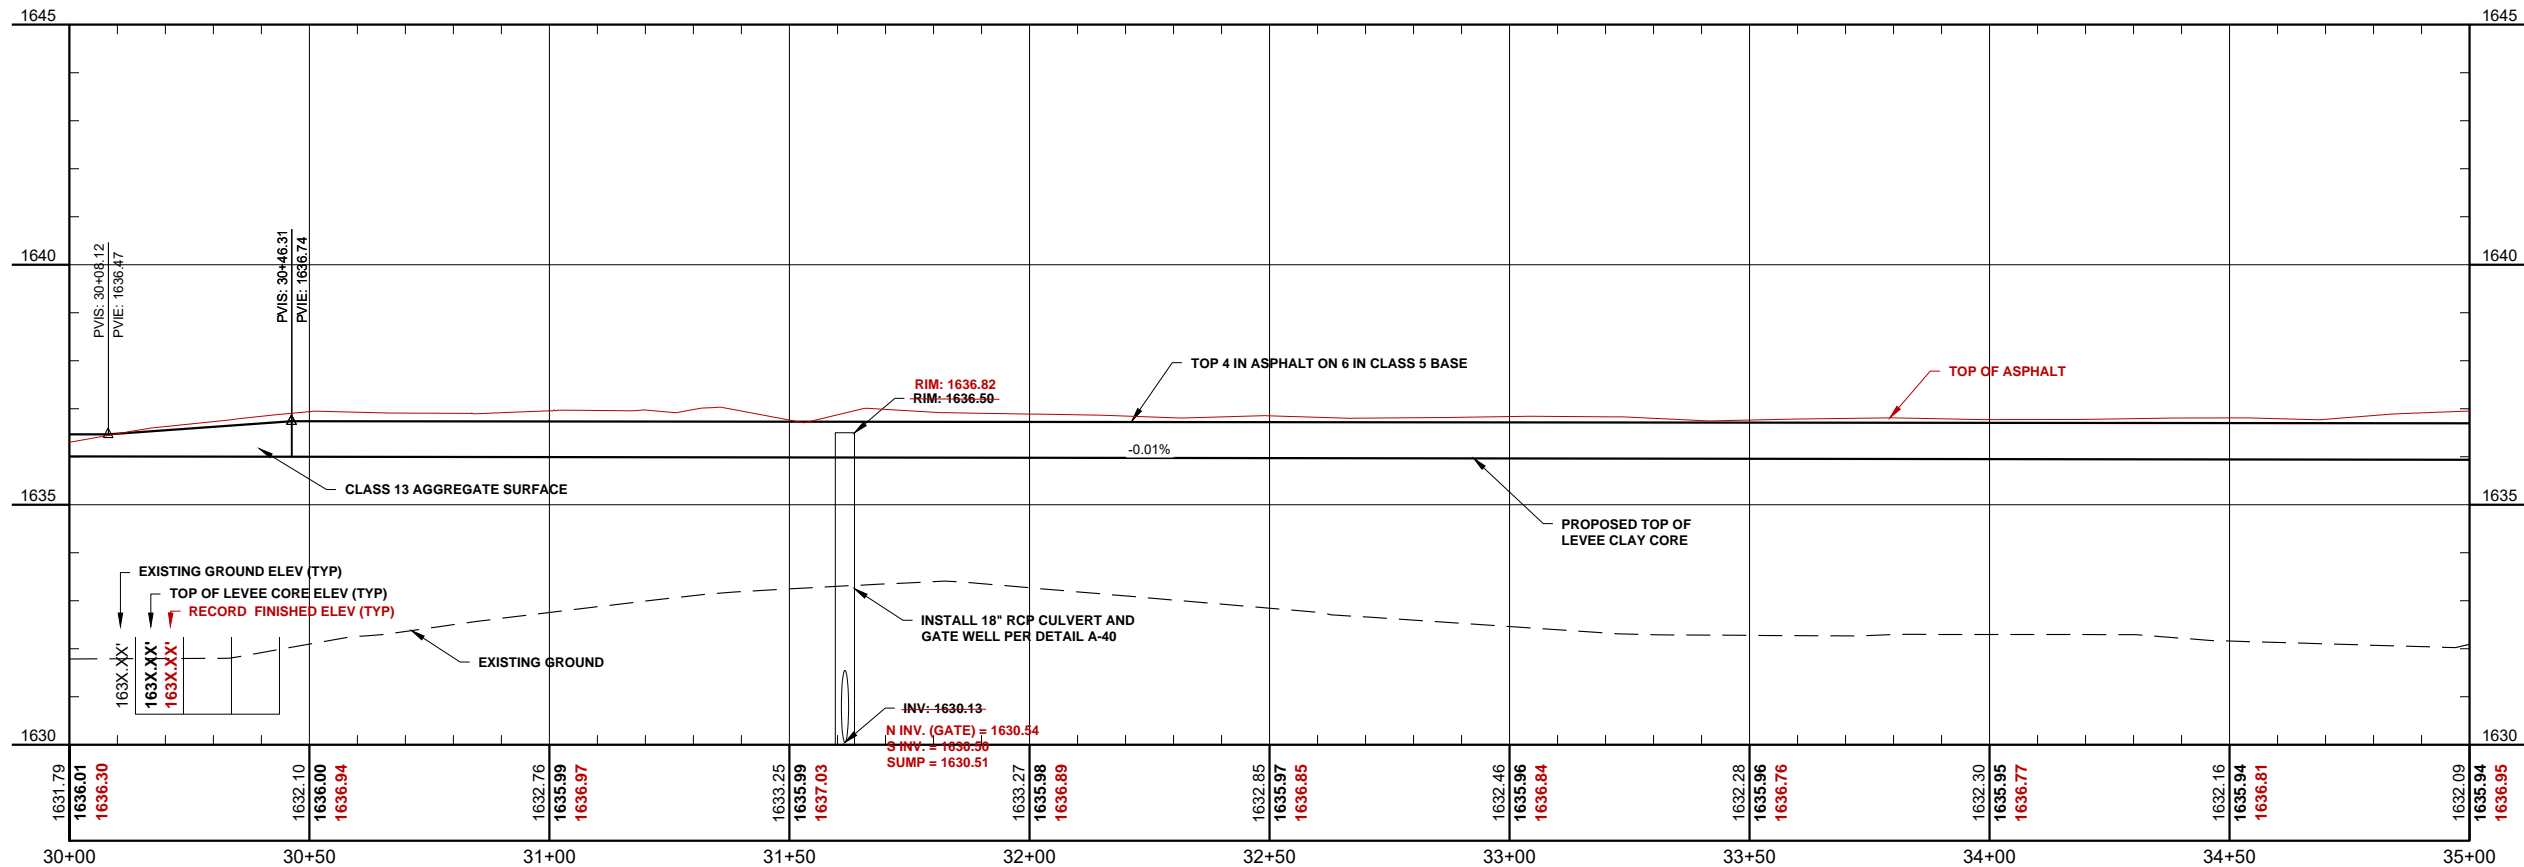 1645
1645
1640
1640
1635
1635
1630
1630
PVIS: 30+08.12
PVIE: 1636.47
PVIS: 30+46.31
PVIE: 1636.74
TOP 4 IN ASPHALT ON 6 IN CLASS 5 BASE
TOP OF ASPHALT
RIM: 1636.82
RIM: 1636.50
-0.01%
CLASS 13 AGGREGATE SURFACE
PROPOSED TOP OF
LEVEE CLAY CORE
EXISTING GROUND ELEV (TYP)
TOP OF LEVEE CORE ELEV (TYP)
RECORD FINISHED ELEV (TYP)
163X.XX'
163X.XX'
163X.XX'
EXISTING GROUND
INSTALL 18" RCP CULVERT AND
GATE WELL PER DETAIL A-40
INV: 1630.13
N INV. (GATE) = 1630.54
S INV. = 1630.50
SUMP = 1630.51
1631.79
1636.01
1636.30
1632.10
1636.00
1636.94
1632.76
1635.99
1636.97
1633.25
1635.99
1637.03
1633.27
1635.98
1636.89
1632.85
1635.97
1636.85
1632.46
1635.96
1636.84
1632.28
1635.96
1636.76
1632.30
1635.95
1636.77
1632.16
1635.94
1636.81
1632.09
1635.94
1636.95
30+00
30+50
31+00
31+50
32+00
32+50
33+00
33+50
34+00
34+50
35+00